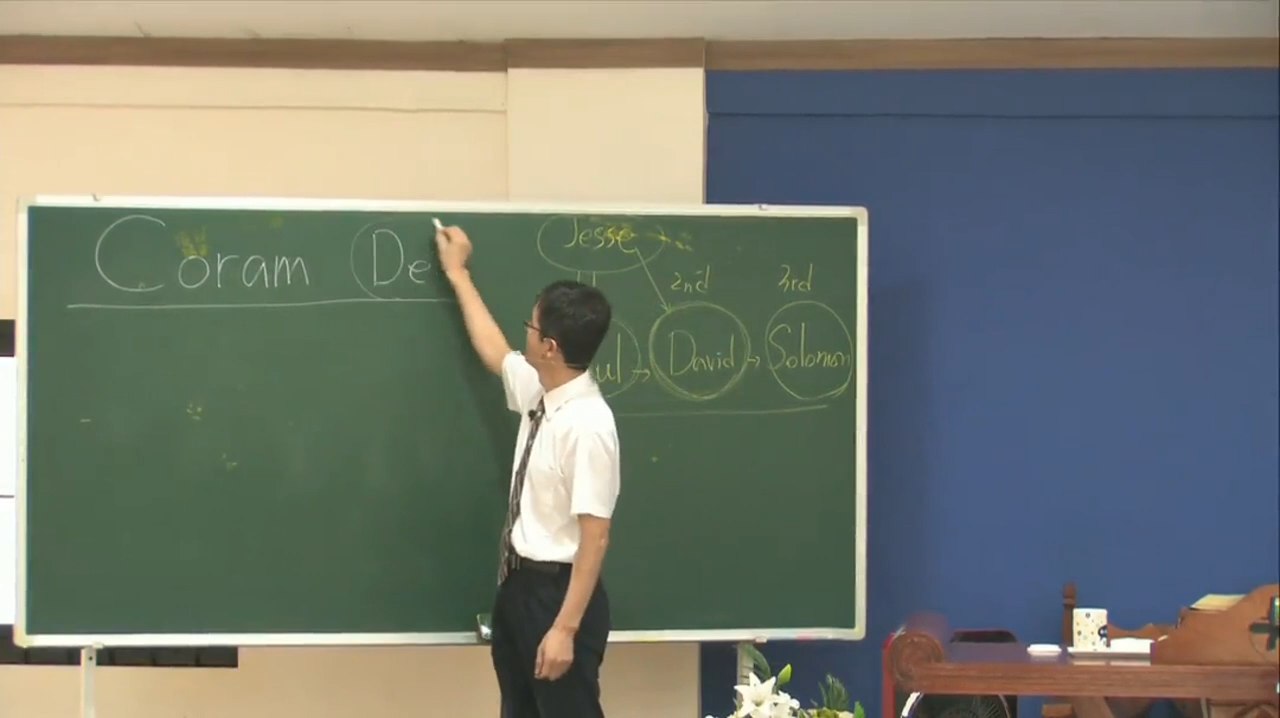 Coram De
Jesse
2nd 3rd
ul → David → Solomon